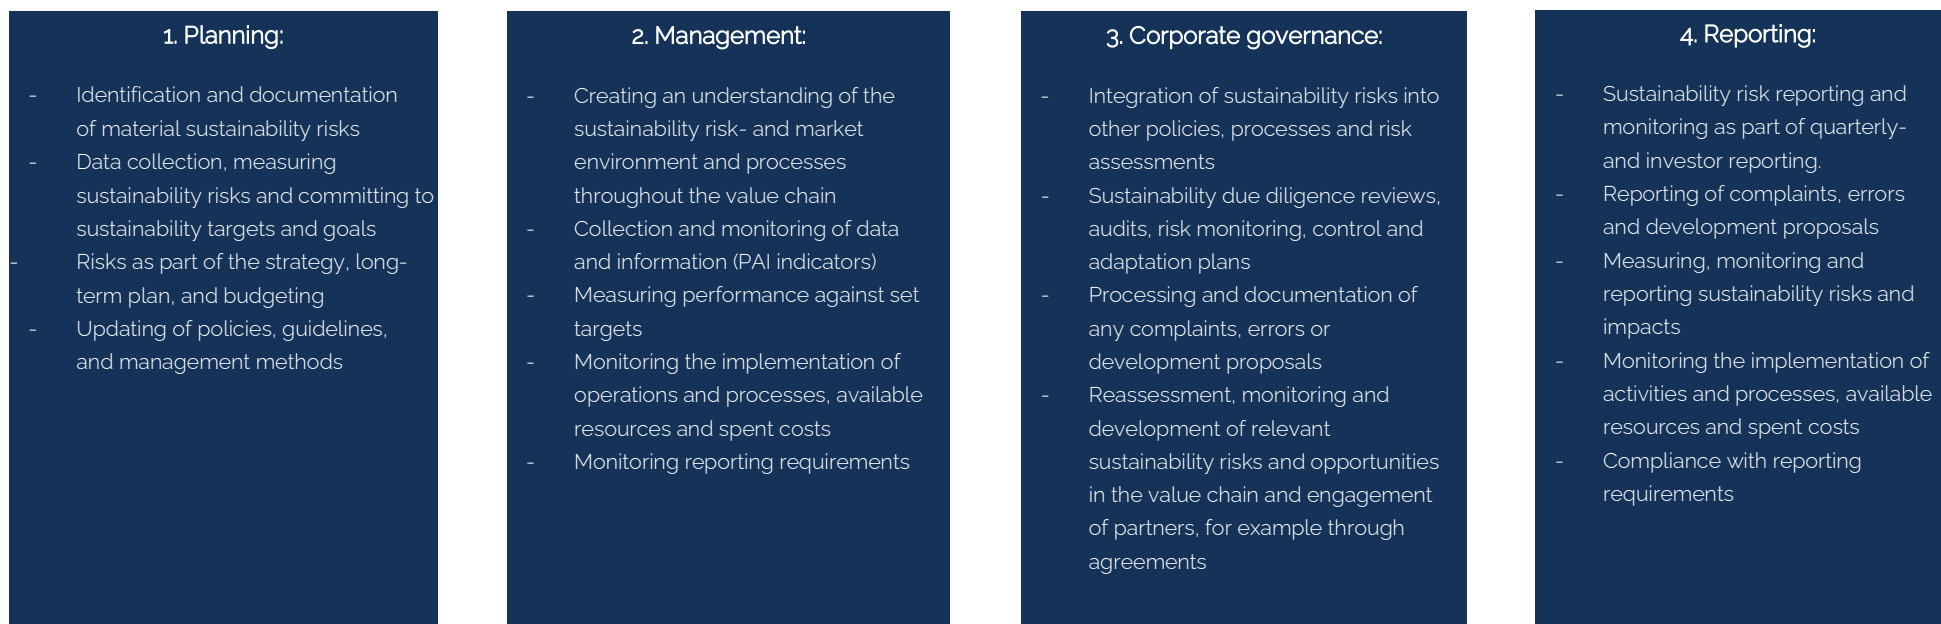 1. Planning:
- Identification and documentation
of material sustainability risks
- Data collection, measuring
sustainability risks and committing to
sustainability targets and goals
- Risks as part of the strategy, long-
term plan, and budgeting
- Updating of policies, guidelines,
and management methods
2. Management:
- Creating an understanding of the
sustainability risk- and market
environment and processes
throughout the value chain
- Collection and monitoring of data
and information (PAI indicators)
- Measuring performance against set
targets
- Monitoring the implementation of
operations and processes, available
resources and spent costs
- Monitoring reporting requirements
3. Corporate governance:
- Integration of sustainability risks into
other policies, processes and risk
assessments
- Sustainability due diligence reviews,
audits, risk monitoring, control and
adaptation plans
- Processing and documentation of
any complaints, errors or
development proposals
- Reassessment, monitoring and
development of relevant
sustainability risks and opportunities
in the value chain and engagement
of partners, for example through
agreements
4. Reporting:
- Sustainability risk reporting and
monitoring as part of quarterly-
and investor reporting.
- Reporting of complaints, errors
and development proposals
- Measuring, monitoring and
reporting sustainability risks and
impacts
- Monitoring the implementation of
activities and processes, available
resources and spent costs
- Compliance with reporting
requirements